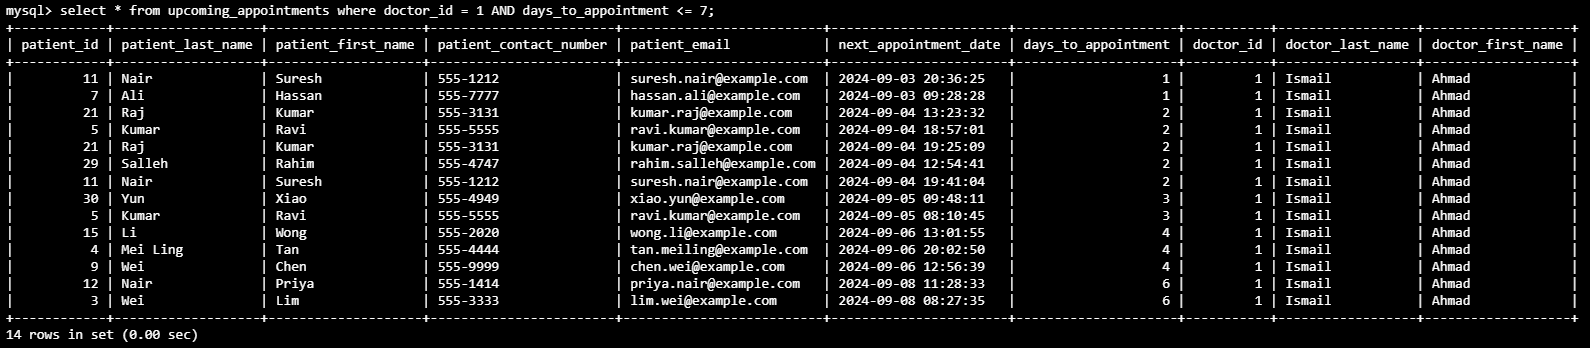 mysql> select * from upcoming_appointments where doctor_id = 1 AND days_to_appointment <= 7;
+------------+-------------------+--------------------+------------------------+--------------------------+-----------------------+---------------------+-----------+------------------+-------------------+
| patient_id | patient_last_name | patient_first_name | patient_contact_number | patient_email            | next_appointment_date | days_to_appointment | doctor_id | doctor_last_name | doctor_first_name |
+------------+-------------------+--------------------+------------------------+--------------------------+-----------------------+---------------------+-----------+------------------+-------------------+
|         11 | Nair              | Suresh             | 555-1212               | suresh.nair@example.com  | 2024-09-03 20:36:25   |                   1 |         1 | Ismail           | Ahmad             |
|          7 | Ali               | Hassan             | 555-7777               | hassan.ali@example.com   | 2024-09-03 09:28:28   |                   1 |         1 | Ismail           | Ahmad             |
|         21 | Raj               | Kumar              | 555-3131               | kumar.raj@example.com    | 2024-09-04 13:23:32   |                   2 |         1 | Ismail           | Ahmad             |
|          5 | Kumar             | Ravi               | 555-5555               | ravi.kumar@example.com   | 2024-09-04 18:57:01   |                   2 |         1 | Ismail           | Ahmad             |
|         21 | Raj               | Kumar              | 555-3131               | kumar.raj@example.com    | 2024-09-04 19:25:09   |                   2 |         1 | Ismail           | Ahmad             |
|         29 | Salleh            | Rahim              | 555-4747               | rahim.salleh@example.com | 2024-09-04 12:54:41   |                   2 |         1 | Ismail           | Ahmad             |
|         11 | Nair              | Suresh             | 555-1212               | suresh.nair@example.com  | 2024-09-04 19:41:04   |                   2 |         1 | Ismail           | Ahmad             |
|         30 | Yun               | Xiao               | 555-4949               | xiao.yun@example.com     | 2024-09-05 09:48:11   |                   3 |         1 | Ismail           | Ahmad             |
|          5 | Kumar             | Ravi               | 555-5555               | ravi.kumar@example.com   | 2024-09-05 08:10:45   |                   3 |         1 | Ismail           | Ahmad             |
|         15 | Li                | Wong               | 555-2020               | wong.li@example.com      | 2024-09-06 13:01:55   |                   4 |         1 | Ismail           | Ahmad             |
|          4 | Mei Ling          | Tan                | 555-4444               | tan.meiling@example.com  | 2024-09-06 20:02:50   |                   4 |         1 | Ismail           | Ahmad             |
|          9 | Wei               | Chen               | 555-9999               | chen.wei@example.com     | 2024-09-06 12:56:39   |                   4 |         1 | Ismail           | Ahmad             |
|         12 | Nair              | Priya              | 555-1414               | priya.nair@example.com   | 2024-09-08 11:28:33   |                   6 |         1 | Ismail           | Ahmad             |
|          3 | Wei               | Lim                | 555-3333               | lim.wei@example.com      | 2024-09-08 08:27:35   |                   6 |         1 | Ismail           | Ahmad             |
+------------+-------------------+--------------------+------------------------+--------------------------+-----------------------+---------------------+-----------+------------------+-------------------+
14 rows in set (0.00 sec)